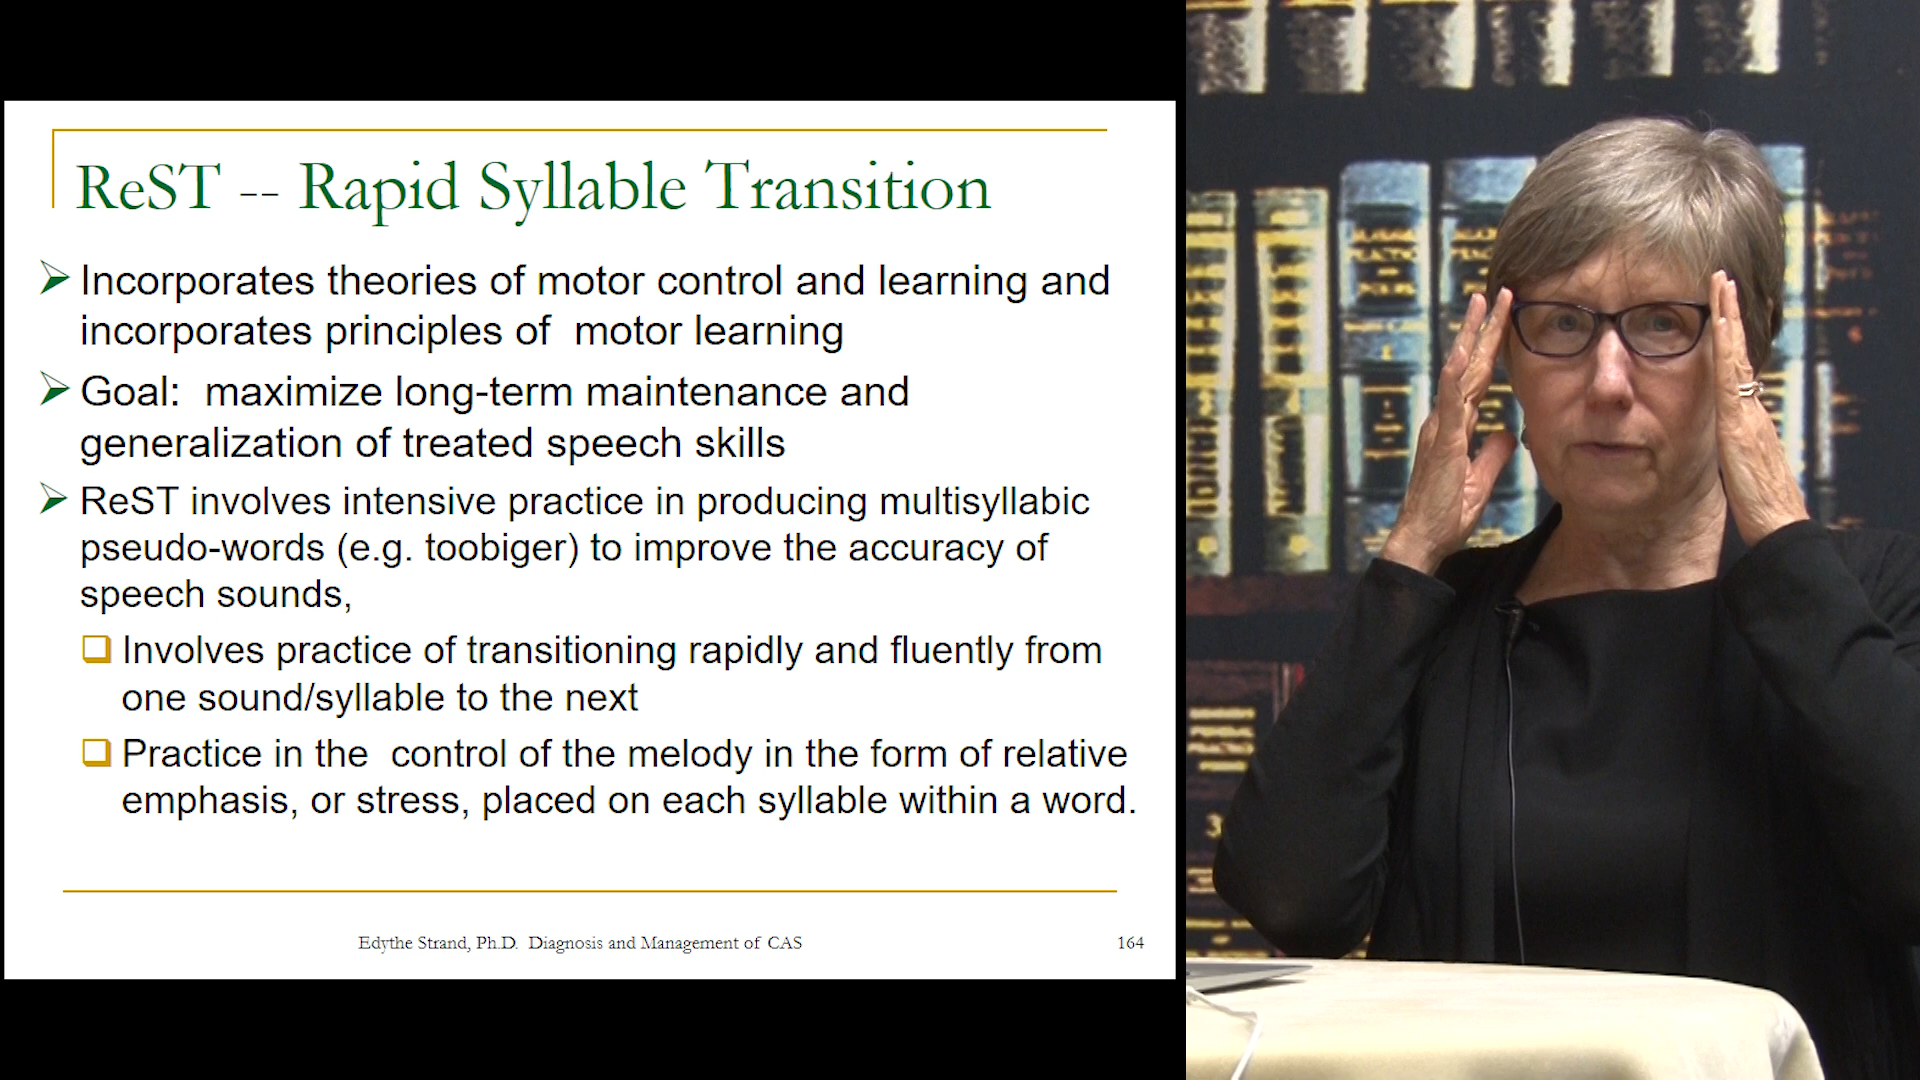 ReST -- Rapid Syllable Transition
Incorporates theories of motor control and learning and
incorporates principles of  motor learning
Goal:  maximize long-term maintenance and
generalization of treated speech skills
ReST involves intensive practice in producing multisyllabic
pseudo-words (e.g. toobiger) to improve the accuracy of
speech sounds,
Involves practice of transitioning rapidly and fluently from
one sound/syllable to the next
Practice in the  control of the melody in the form of relative
emphasis, or stress, placed on each syllable within a word.
Edythe Strand, Ph.D.  Diagnosis and Management of CAS
164